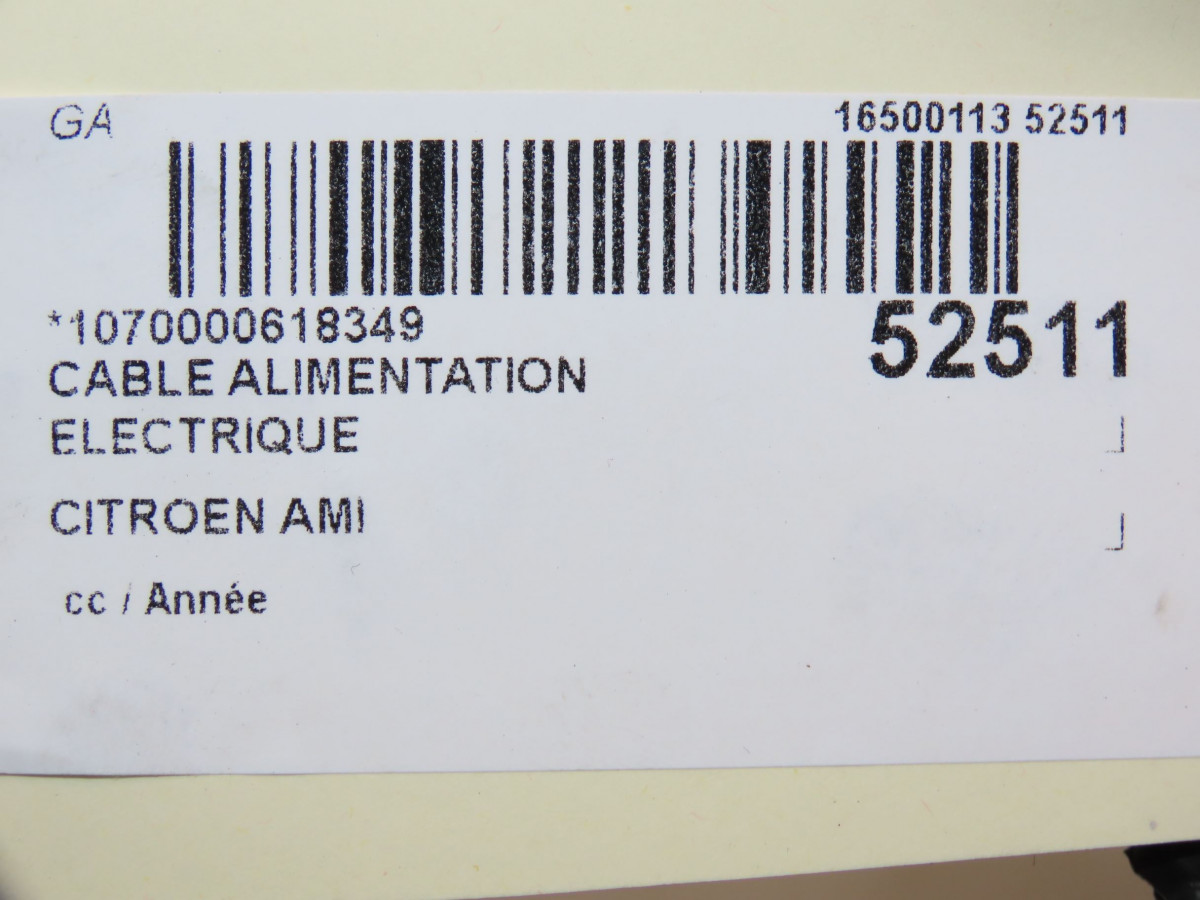 GA
16500113 52511
*1070000618349
52511
CABLE ALIMENTATION
ELECTRIQUE
CITROEN AMI
cc / Année